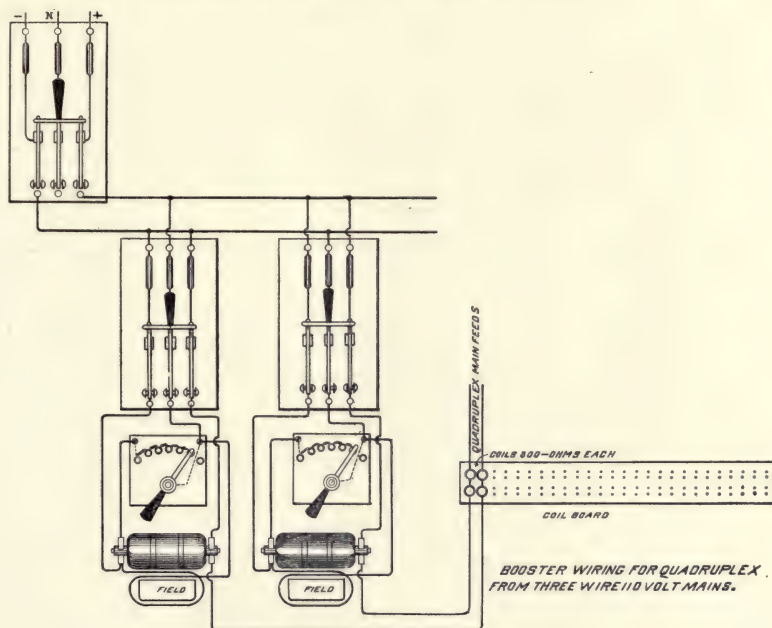 - N +
QUADRUPLEX MAIN FEEDS
COILS 800-OHMS EACH
COIL BOARD
FIELD
FIELD
BOOSTER WIRING FOR QUADRUPLEX
FROM THREE WIRE 110 VOLT MAINS.